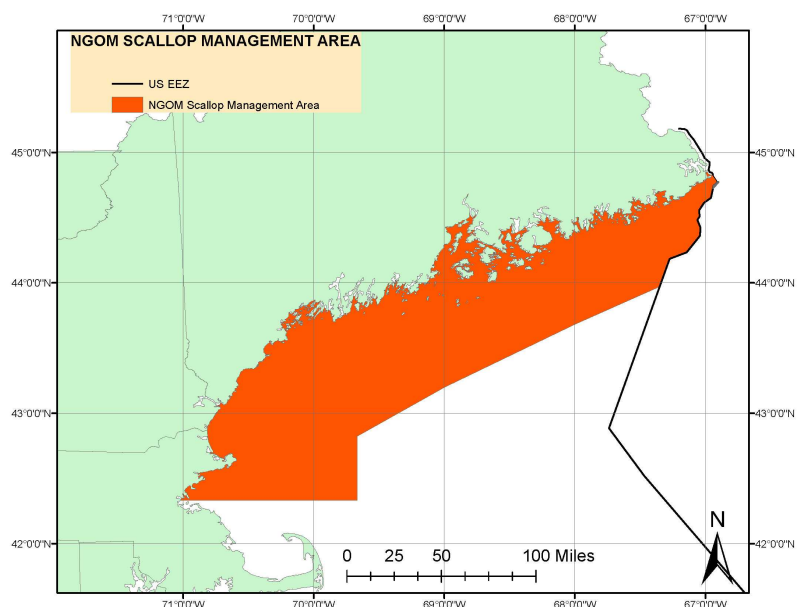 71°0'0"W 70°0'0"W 69°0'0"W 68°0'0"W 67°0'0"W
NGOM SCALLOP MANAGEMENT AREA
US EEZ
NGOM Scallop Management Area
45°0'0"N 45°0'0"N
44°0'0"N 44°0'0"N
43°0'0"N 43°0'0"N
42°0'0"N 42°0'0"N
N
0 25 50 100 Miles
71°0'0"W 70°0'0"W 69°0'0"W 68°0'0"W 67°0'0"W